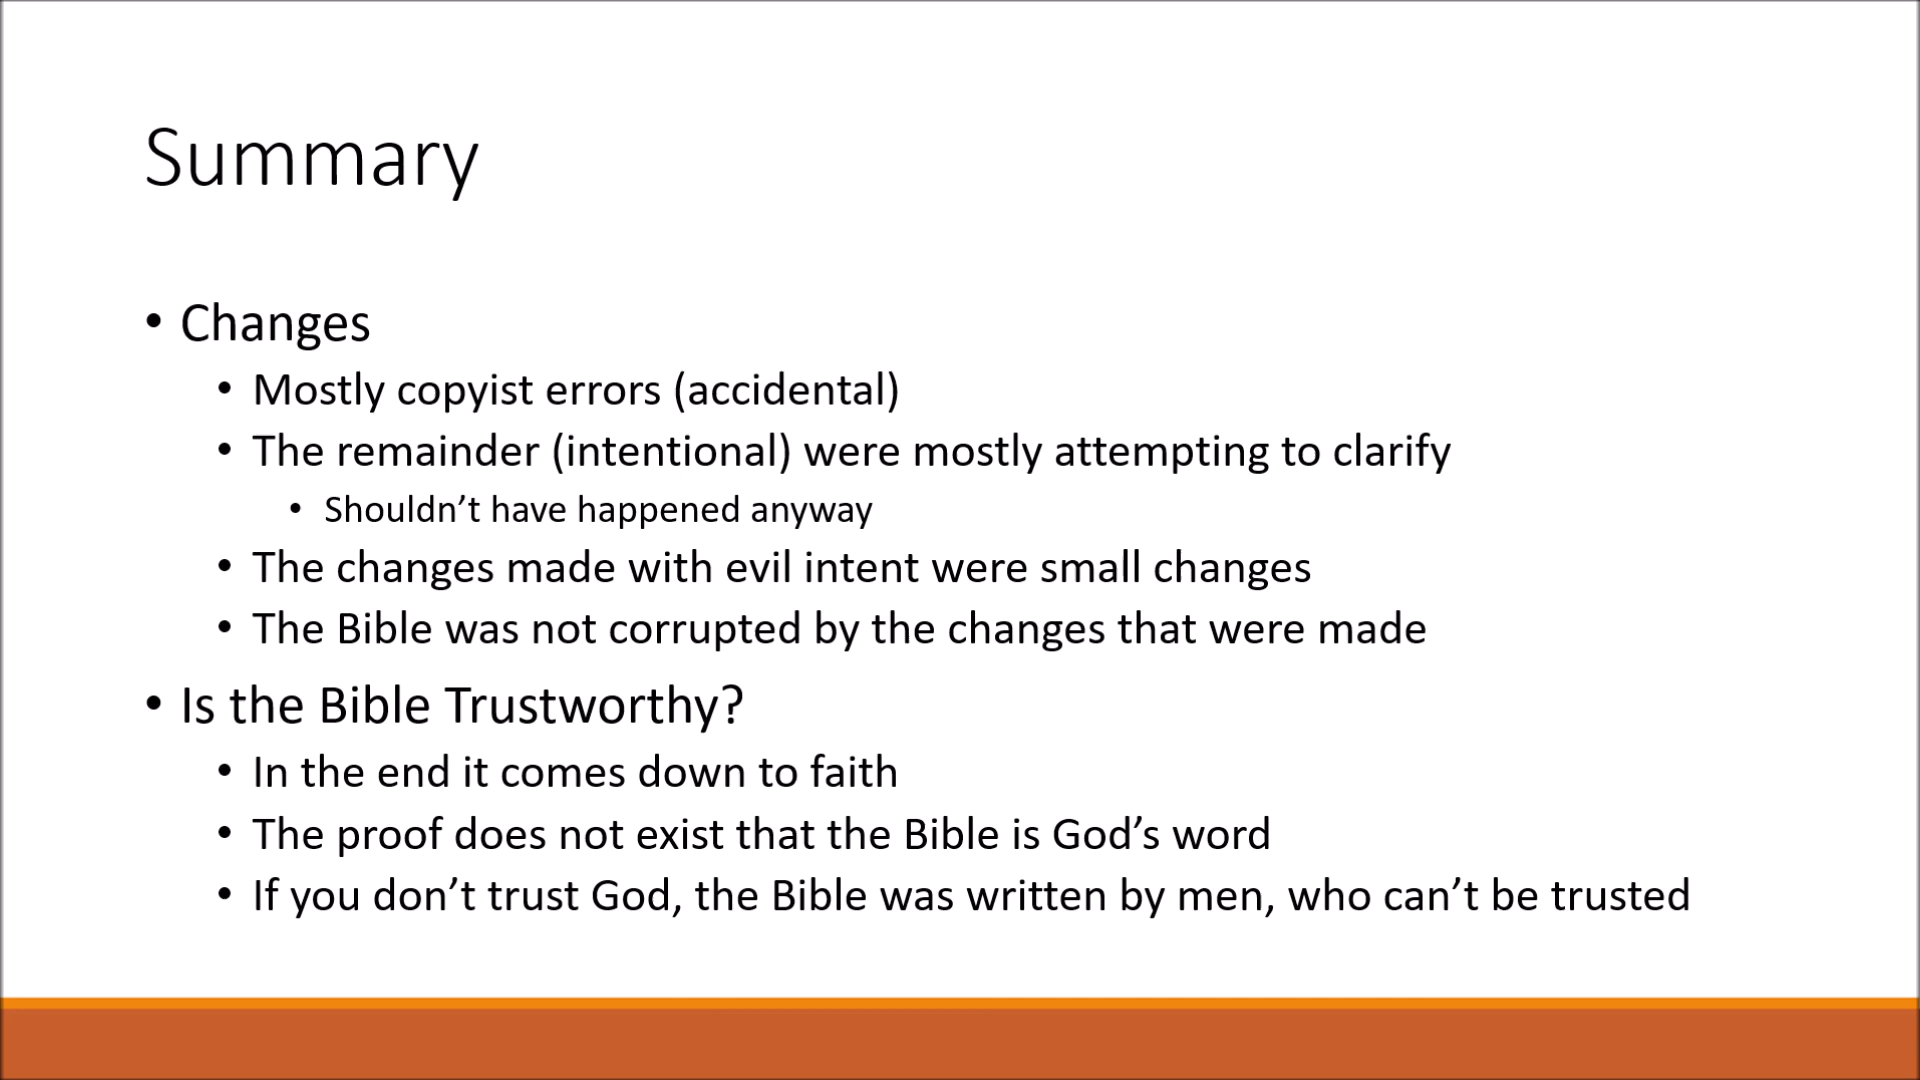 Summary
• Changes
• Mostly copyist errors (accidental)
• The remainder (intentional) were mostly attempting to clarify
• Shouldn’t have happened anyway
• The changes made with evil intent were small changes
• The Bible was not corrupted by the changes that were made
• Is the Bible Trustworthy?
• In the end it comes down to faith
• The proof does not exist that the Bible is God’s word
• If you don’t trust God, the Bible was written by men, who can’t be trusted